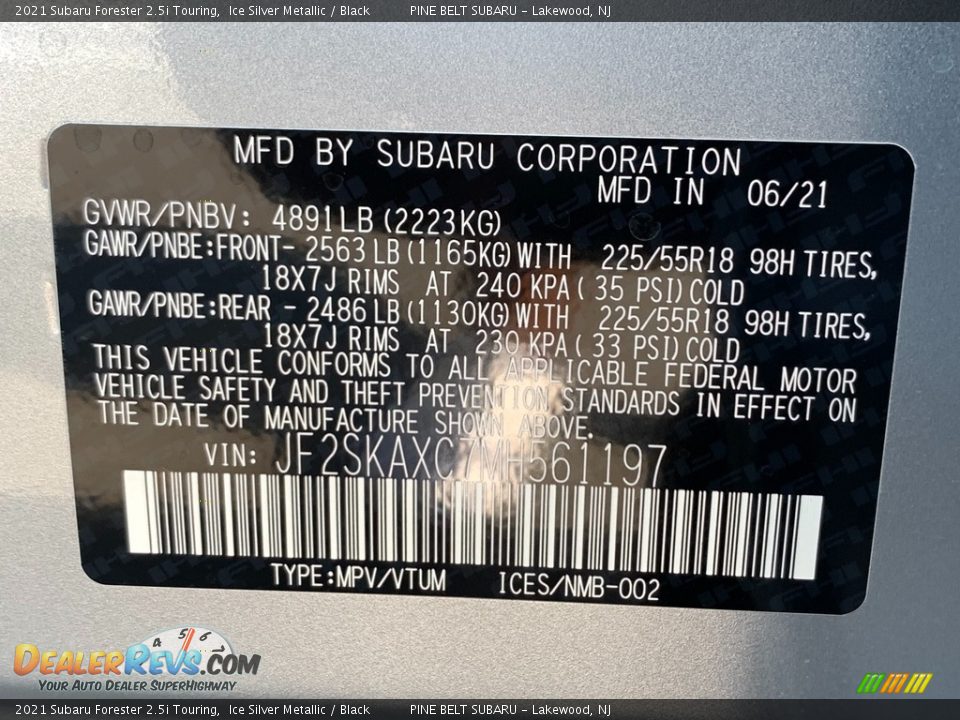 2021 Subaru Forester 2.5i Touring, Ice Silver Metallic / Black PINE BELT SUBARU - Lakewood, NJ
MFD BY SUBARU CORPORATION
MFD IN 06/21
GVWR/PNBV: 4891LB(2223KG)
GAWR/PNBE:FRONT- 2563LB(1165KG)WITH 225/55R18 98H TIRES,
18X7J RIMS AT 240 KPA( 35 PSI)COLD
GAWR/PNBE:REAR - 2486LB(1130KG)WITH 225/55R18 98H TIRES,
18X7J RIMS AT 230 KPA( 33 PSI)COLD
THIS VEHICLE CONFORMS TO ALL APPLICABLE FEDERAL MOTOR
VEHICLE SAFETY AND THEFT PREVENTION STANDARDS IN EFFECT ON
THE DATE OF MANUFACTURE SHOWN ABOVE.
VIN: JF2SKAXC7MH561197
TYPE:MPV/VTUM ICES/NMB-002
4 5 6
DEALERREVS.COM
YOUR AUTO DEALER SUPERHIGHWAY
2021 Subaru Forester 2.5i Touring, Ice Silver Metallic / Black PINE BELT SUBARU - Lakewood, NJ